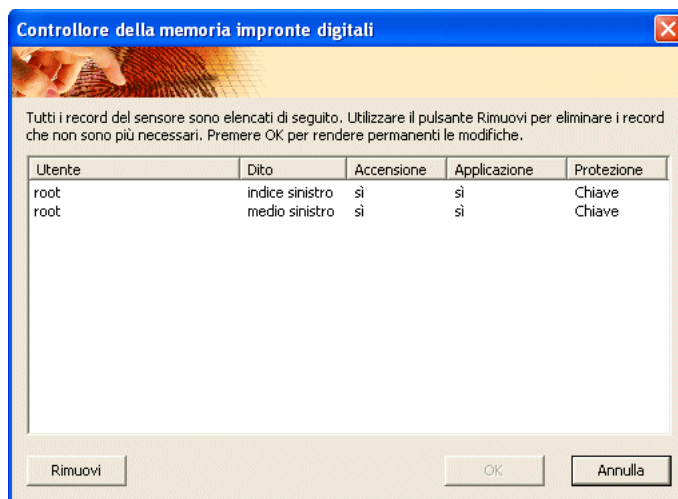 Controllore della memoria impronte digitali
Tutti i record del sensore sono elencati di seguito. Utilizzare il pulsante Rimuovi per eliminare i record
che non sono più necessari. Premere OK per rendere permanenti le modifiche.
Utente Dito Accensione Applicazione Protezione
root indice sinistro sì sì Chiave
root medio sinistro sì sì Chiave
Rimuovi OK Annulla